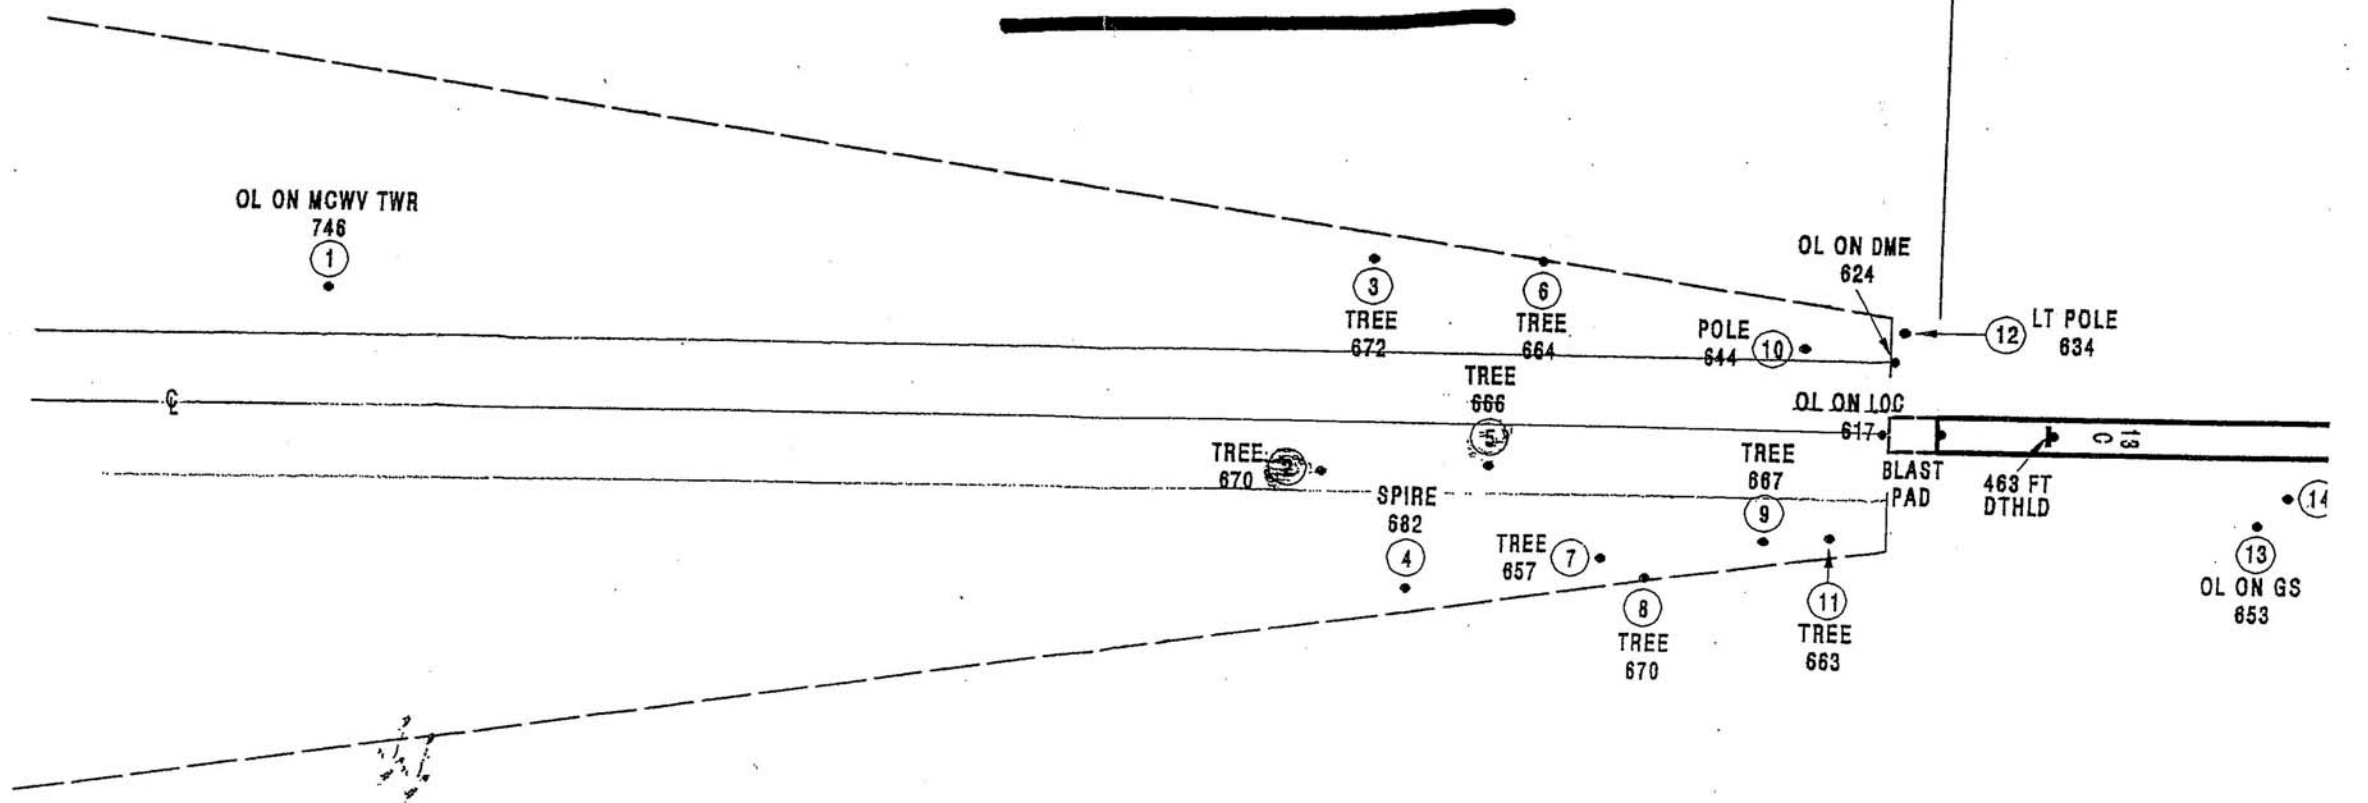 OL ON MCWV TWR
746
1
3
TREE
672
6
TREE
664
POLE
644
10
OL ON DME
624
12
LT POLE
634
℄
TREE
666
5
OL ON LOC
617
TREE
670
2
SPIRE
682
4
TREE
657
7
8
TREE
670
TREE
667
9
11
TREE
663
BLAST
PAD
463 FT
DTHLD
13
C
14
13
OL ON GS
653